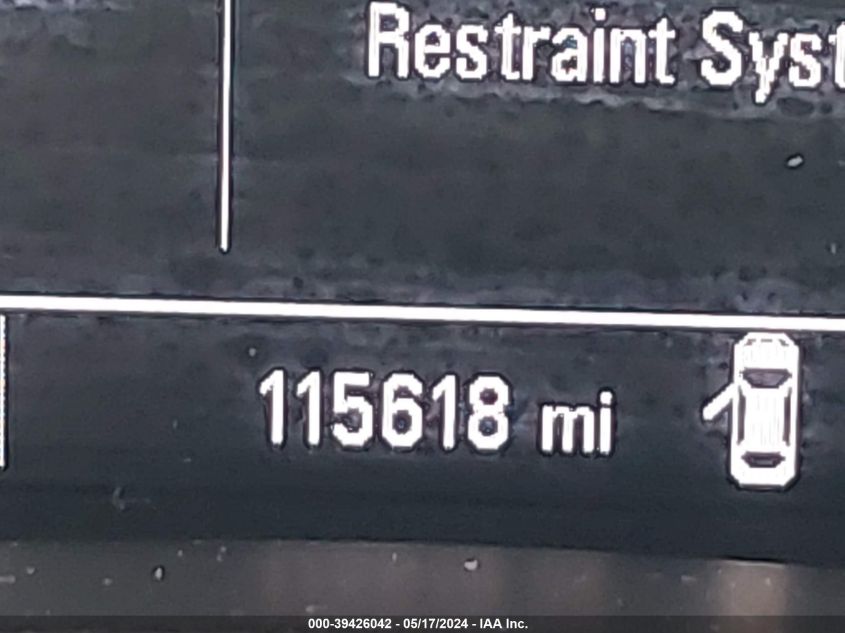 Restraint Syst
115618 mi
000-39426042 - 05/17/2024 - IAA Inc.